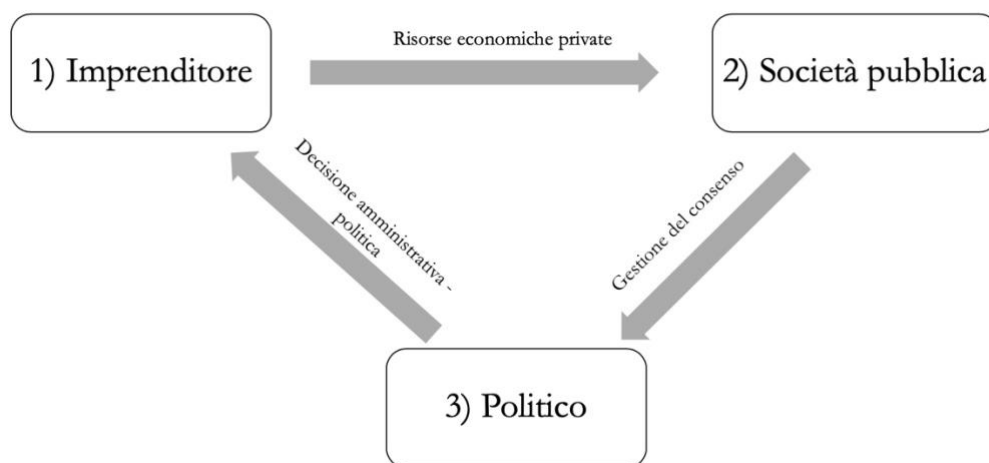 Risorse economiche private
1) Imprenditore
2) Società pubblica
Decisione amministrativa -
politica
Gestione del consenso
3) Politico